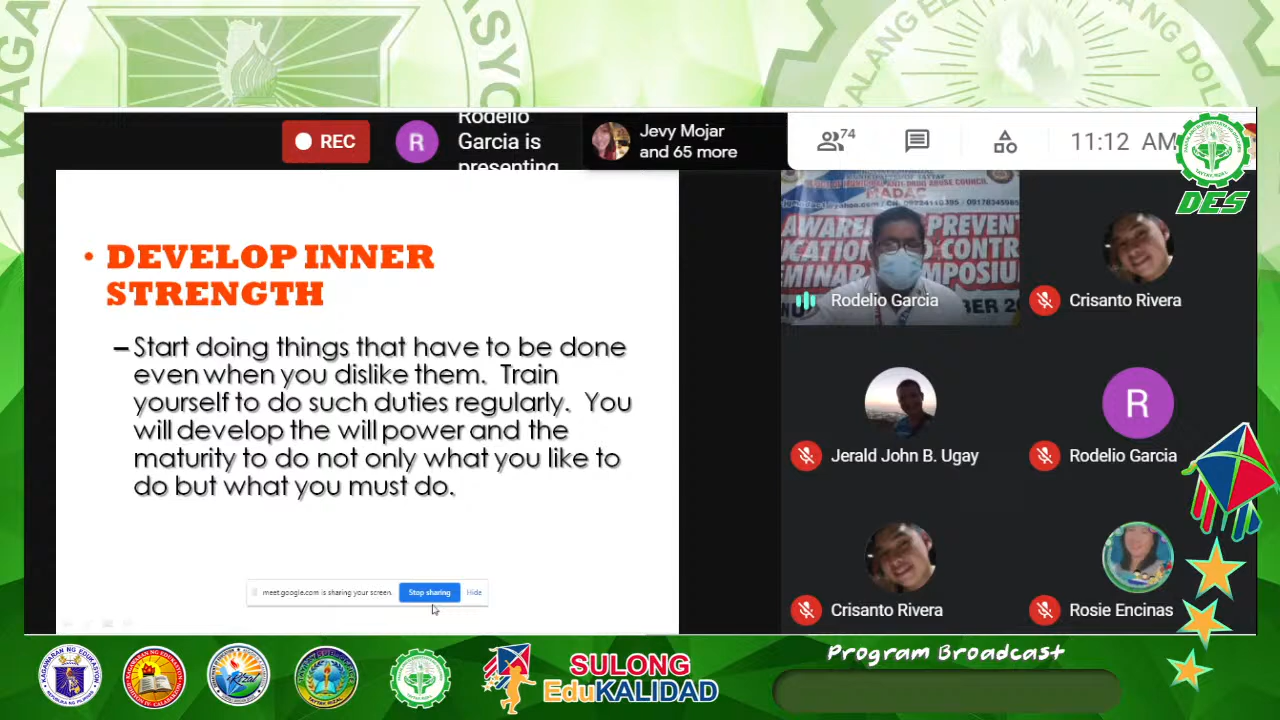 REC
Rodelio
Garcia is
presenting
Jevy Mojar
and 65 more
74
11:12 AM
DES
• DEVELOP INNER
STRENGTH
– Start doing things that have to be done
even when you dislike them. Train
yourself to do such duties regularly. You
will develop the will power and the
maturity to do not only what you like to
do but what you must do.
meet.google.com is sharing your screen.
Stop sharing
Hide
MADAC
AWARE PREVENT
Rodelio Garcia
Crisanto Rivera
Jerald John B. Ugay
R
Rodelio Garcia
Crisanto Rivera
Rosie Encinas
SULONG
EduKALIDAD
Program Broadcast